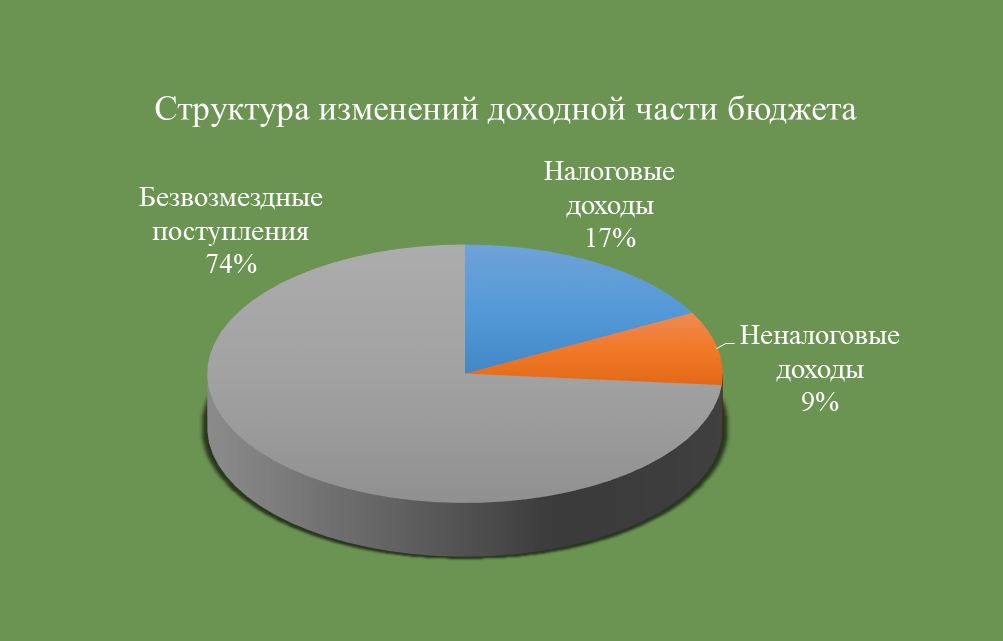 Структура изменений доходной части бюджета
Безвозмездные
поступления
74%
Налоговые
доходы
17%
Неналоговые
доходы
9%